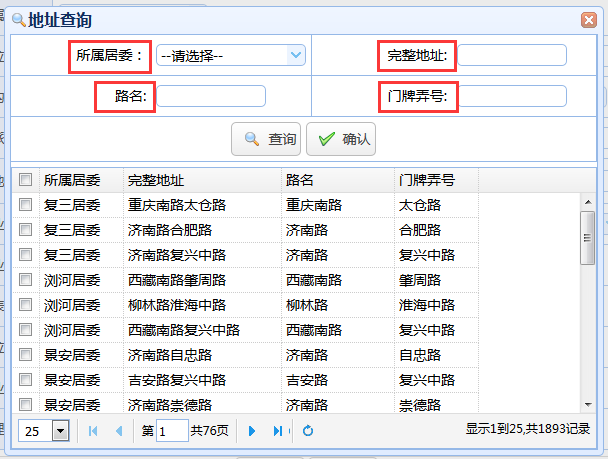 地址查询
所属居委： --请选择-- 完整地址:
路名: 门牌弄号:
查询 确认
所属居委 完整地址 路名 门牌弄号
复三居委 重庆南路太仓路 重庆南路 太仓路
复三居委 济南路合肥路 济南路 合肥路
复三居委 济南路复兴中路 济南路 复兴中路
浏河居委 西藏南路肇周路 西藏南路 肇周路
浏河居委 柳林路淮海中路 柳林路 淮海中路
浏河居委 西藏南路复兴中路 西藏南路 复兴中路
景安居委 济南路自忠路 济南路 自忠路
景安居委 吉安路复兴中路 吉安路 复兴中路
景安居委 济南路崇德路 济南路 崇德路
25 第 1 共76页 显示1到25,共1893记录